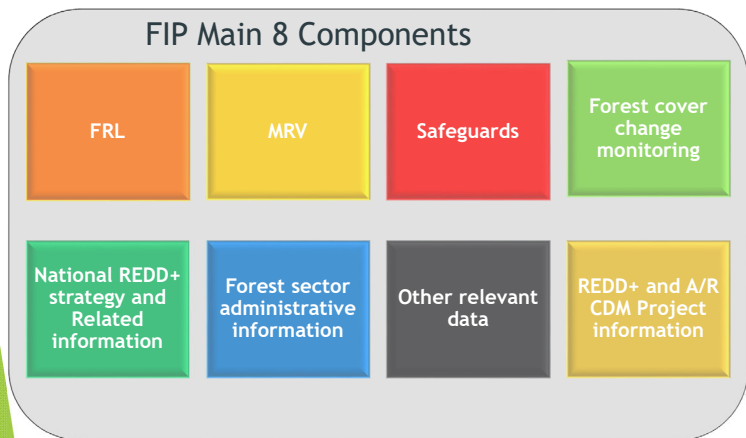 FIP Main 8 Components
FRL
MRV
Safeguards
Forest cover
change
monitoring
National REDD+
strategy and
Related
information
Forest sector
administrative
information
Other relevant
data
REDD+ and A/R
CDM Project
information